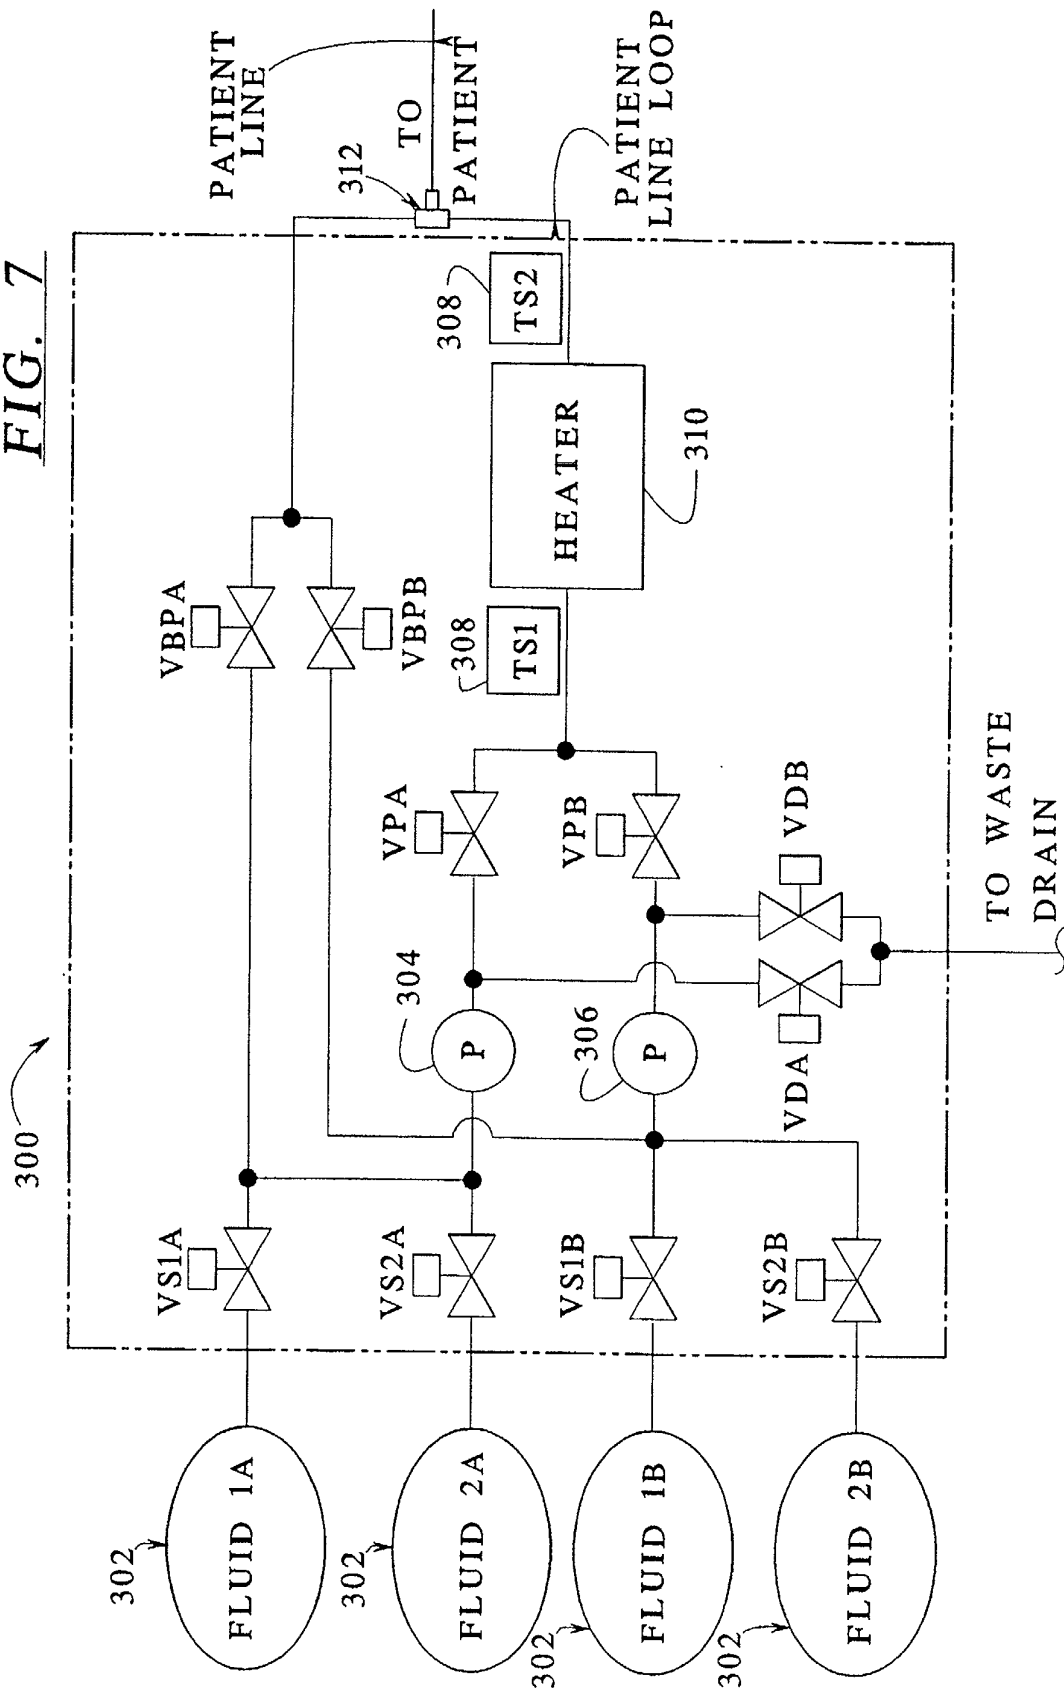 FIG. 7
300
302
FLUID 1A
VS1A
VBPA
PATIENT
LINE
VBPB
312
TO
PATIENT
302
FLUID 2A
VS2A
304
P
VPA
308
TS1
308
TS2
HEATER
310
PATIENT
LINE LOOP
302
FLUID 1B
VS1B
306
P
VPB
302
FLUID 2B
VS2B
VDA
VDB
TO WASTE
DRAIN